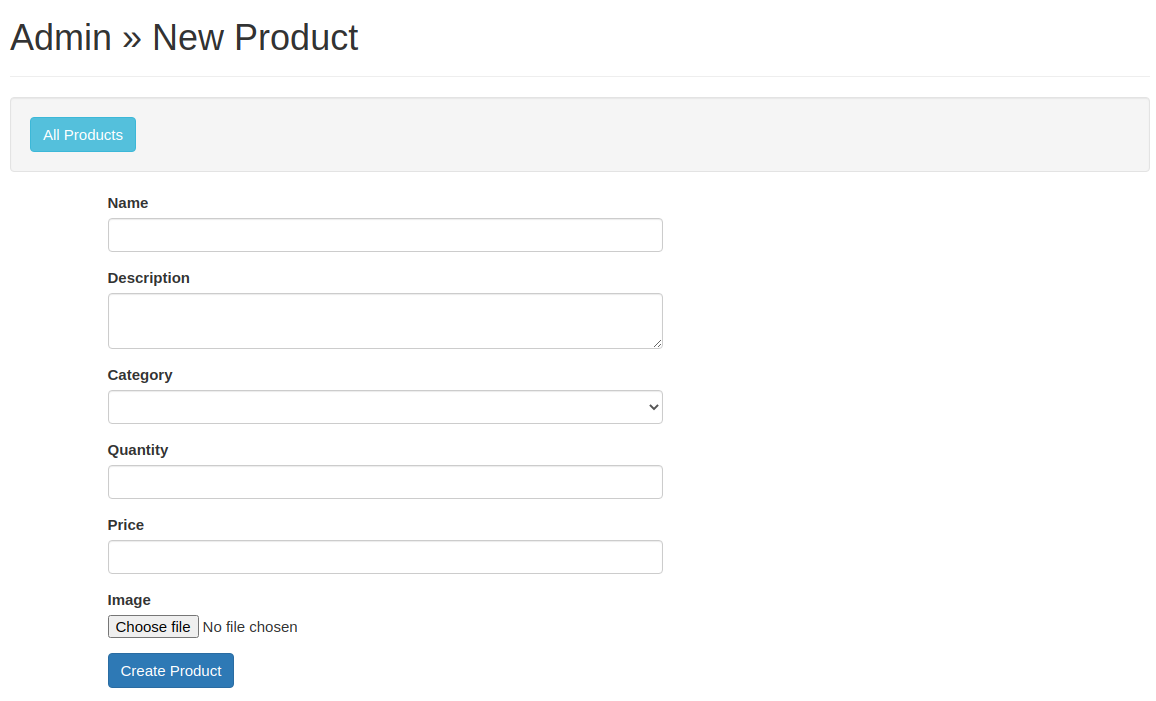 Admin » New Product
All Products
Name
Description
Category
Quantity
Price
Image
Choose file No file chosen
Create Product